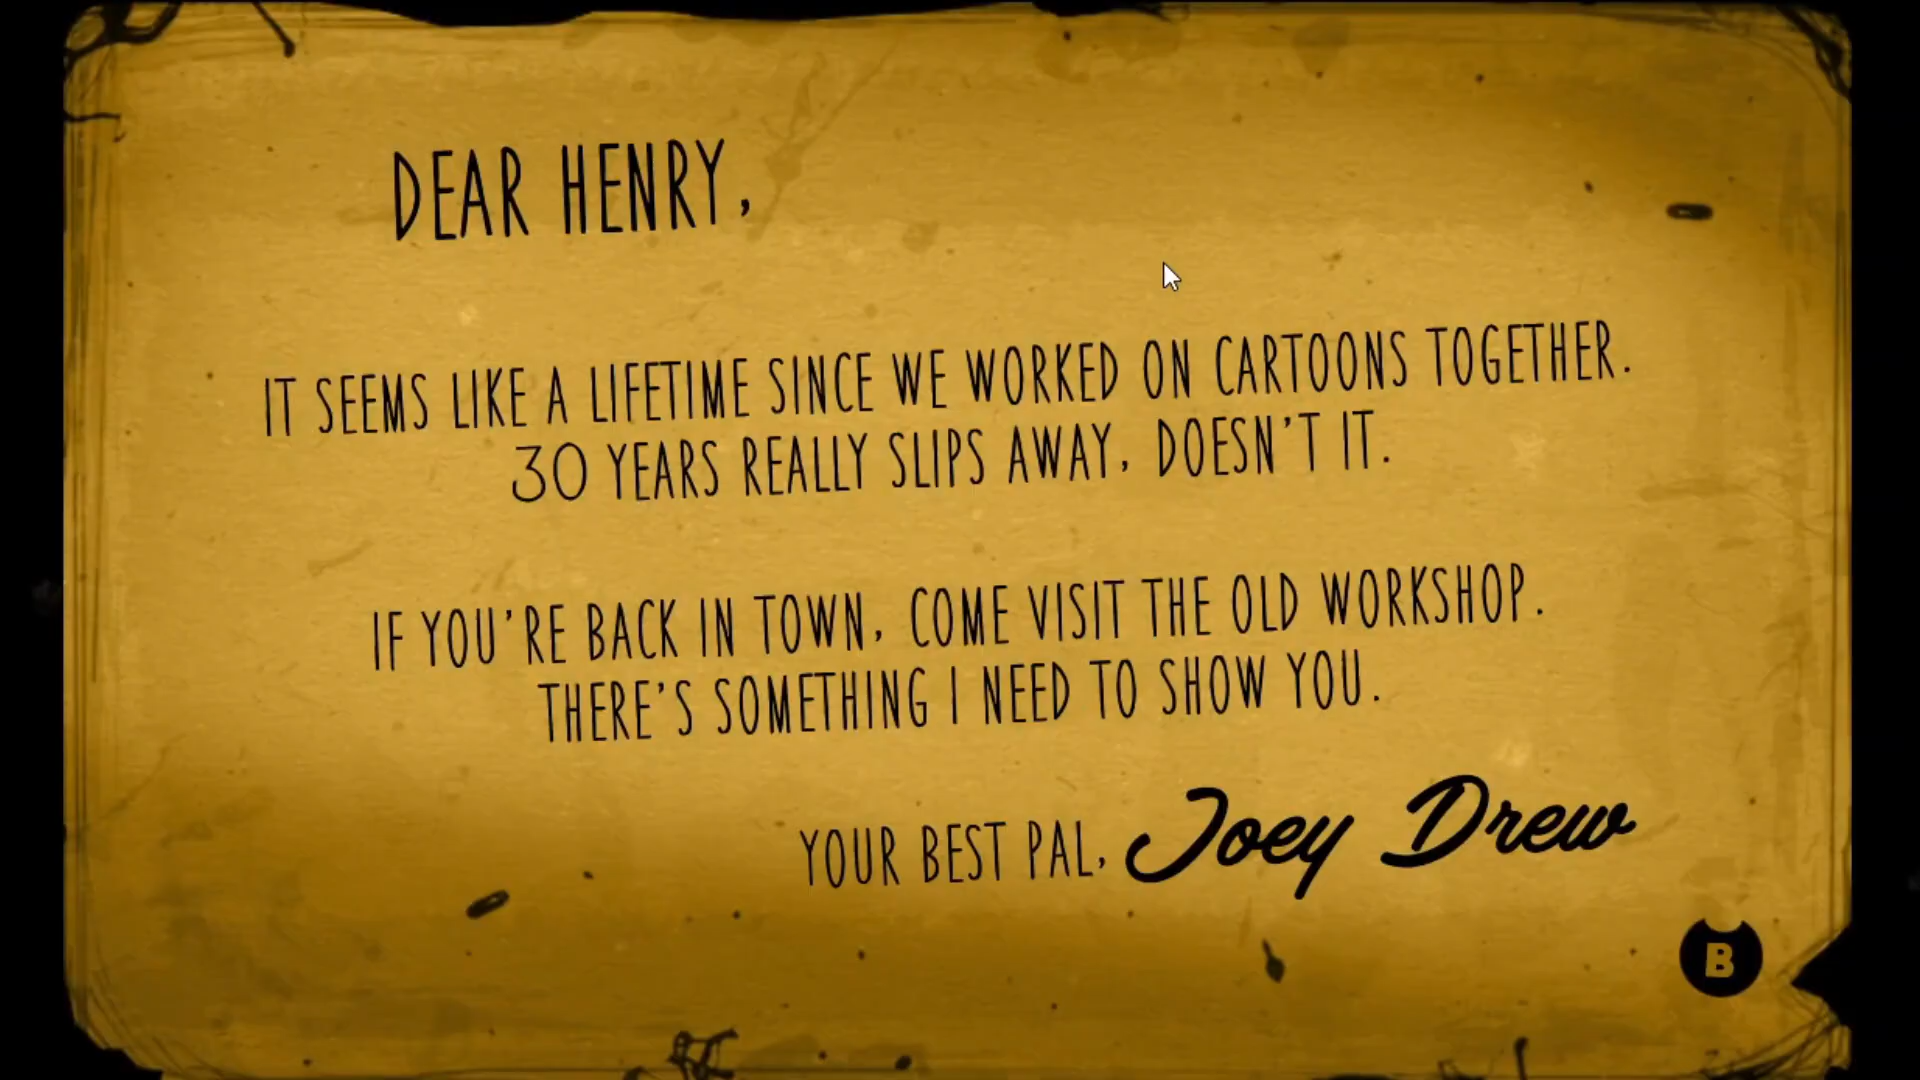 DEAR HENRY,
IT SEEMS LIKE A LIFETIME SINCE WE WORKED ON CARTOONS TOGETHER.
30 YEARS REALLY SLIPS AWAY, DOESN'T IT.
IF YOU'RE BACK IN TOWN, COME VISIT THE OLD WORKSHOP.
THERE'S SOMETHING I NEED TO SHOW YOU.
YOUR BEST PAL, Joey Drew
B